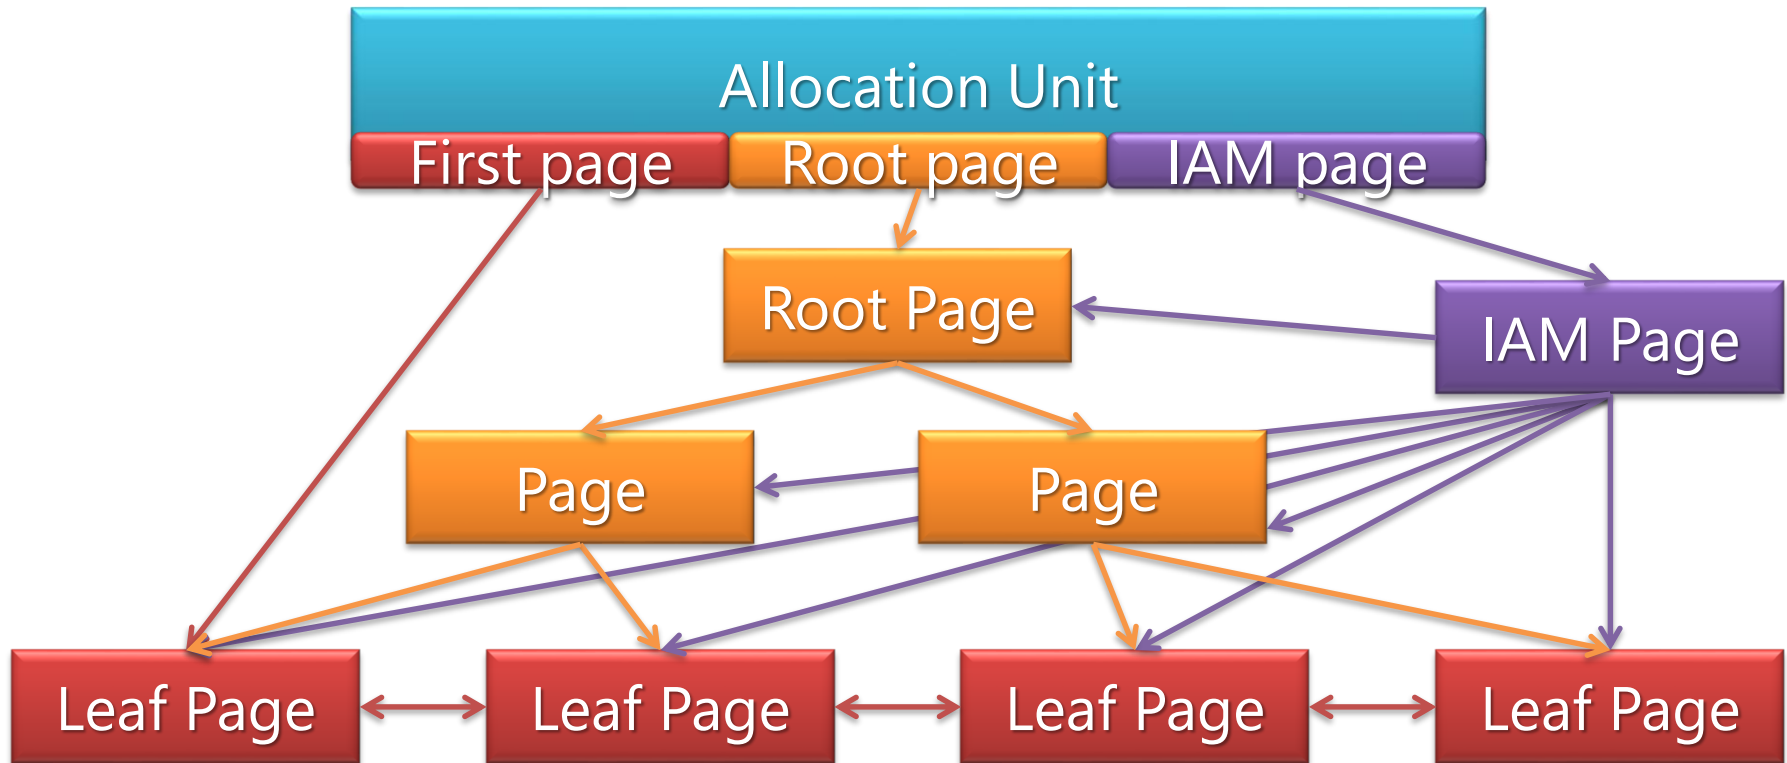 Allocation Unit
First page
Root page
IAM page
Root Page
IAM Page
Page
Page
Leaf Page
Leaf Page
Leaf Page
Leaf Page